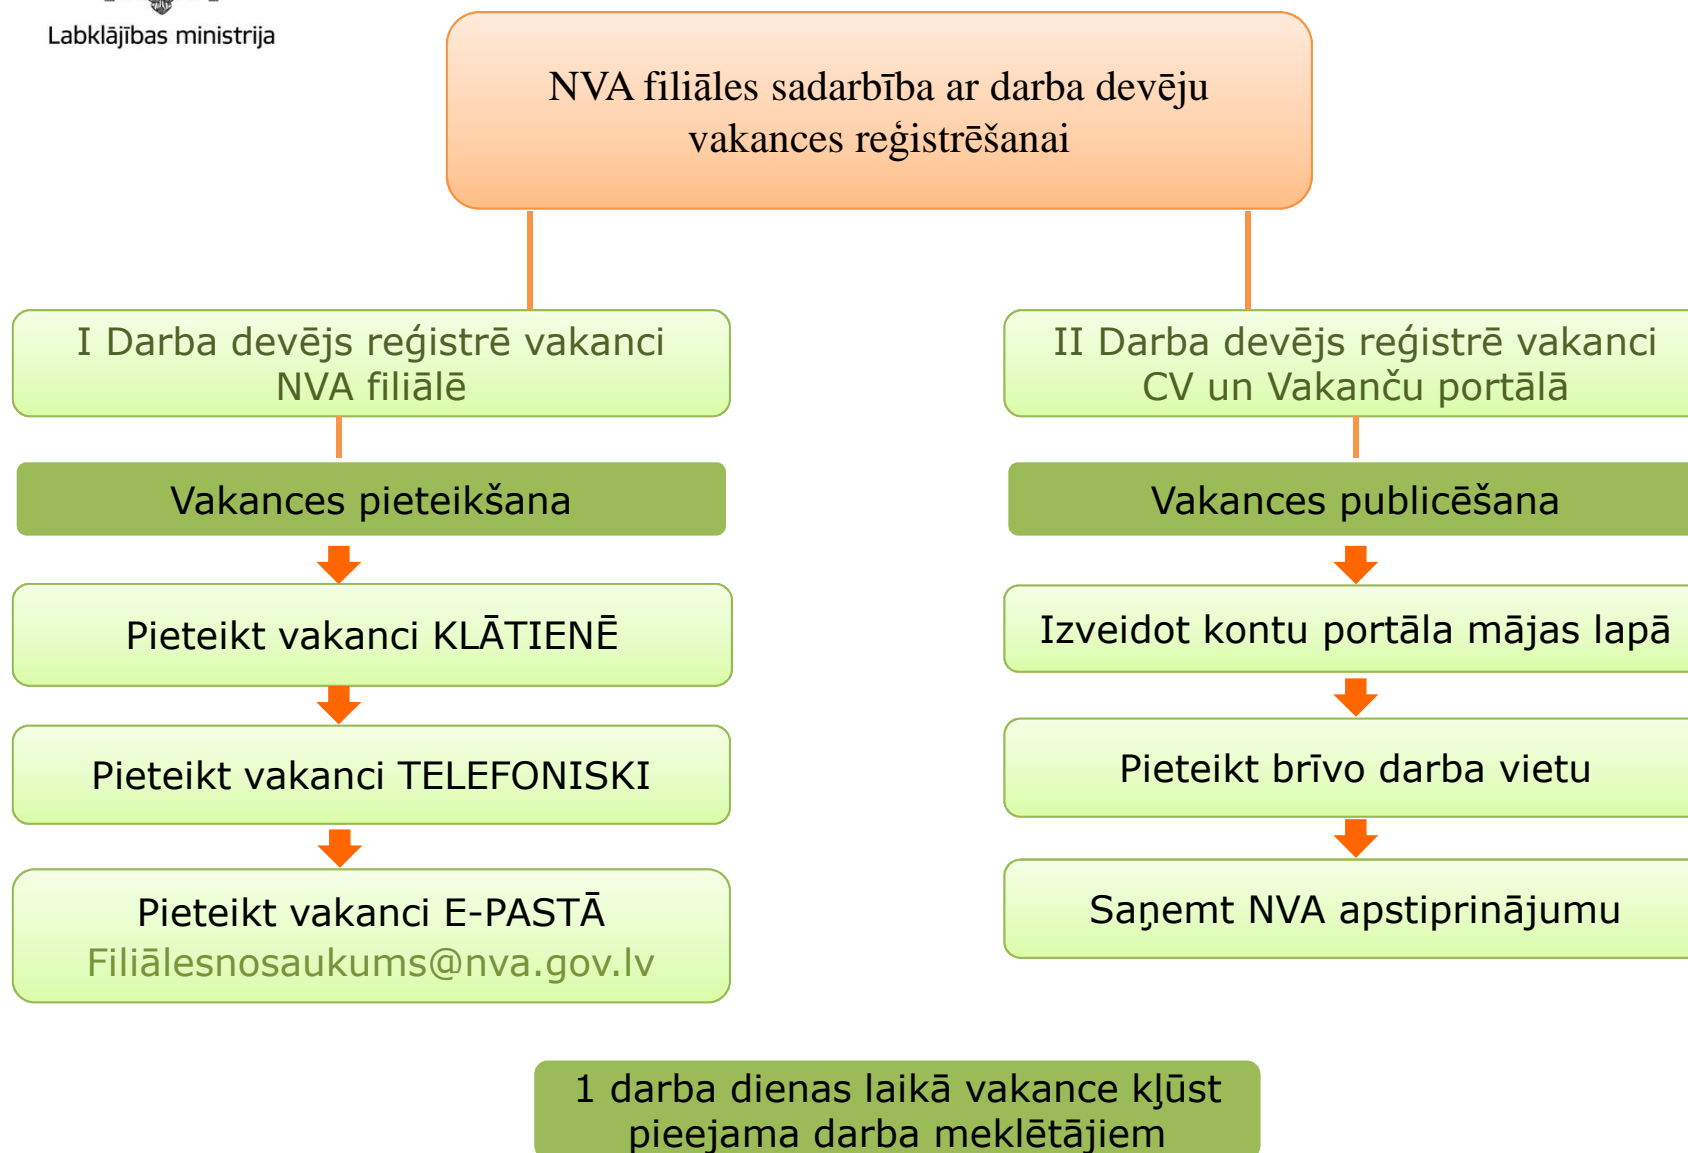 Labklājības ministrija
NVA filiāles sadarbība ar darba devēju
vakances reģistrēšanai
I Darba devējs reģistrē vakanci
NVA filiālē
Vakances pieteikšana
Pieteikt vakanci KLĀTIENĒ
Pieteikt vakanci TELEFONISKI
Pieteikt vakanci E-PASTĀ
Filiālesnosaukums@nva.gov.lv
II Darba devējs reģistrē vakanci
CV un Vakanču portālā
Vakances publicēšana
Izveidot kontu portāla mājas lapā
Pieteikt brīvo darba vietu
Saņemt NVA apstiprinājumu
1 darba dienas laikā vakance kļūst
pieejama darba meklētājiem